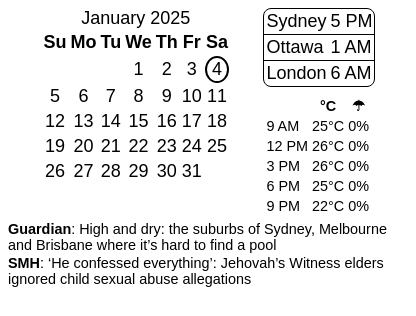 January 2025
Su Mo Tu We Th Fr Sa
1 2 3 4
5 6 7 8 9 10 11
12 13 14 15 16 17 18
19 20 21 22 23 24 25
26 27 28 29 30 31
Sydney 5 PM
Ottawa 1 AM
London 6 AM
°C ☂
9 AM 25°C 0%
12 PM 26°C 0%
3 PM 26°C 0%
6 PM 25°C 0%
9 PM 22°C 0%
Guardian: High and dry: the suburbs of Sydney, Melbourne
and Brisbane where it’s hard to find a pool
SMH: ‘He confessed everything’: Jehovah’s Witness elders
ignored child sexual abuse allegations